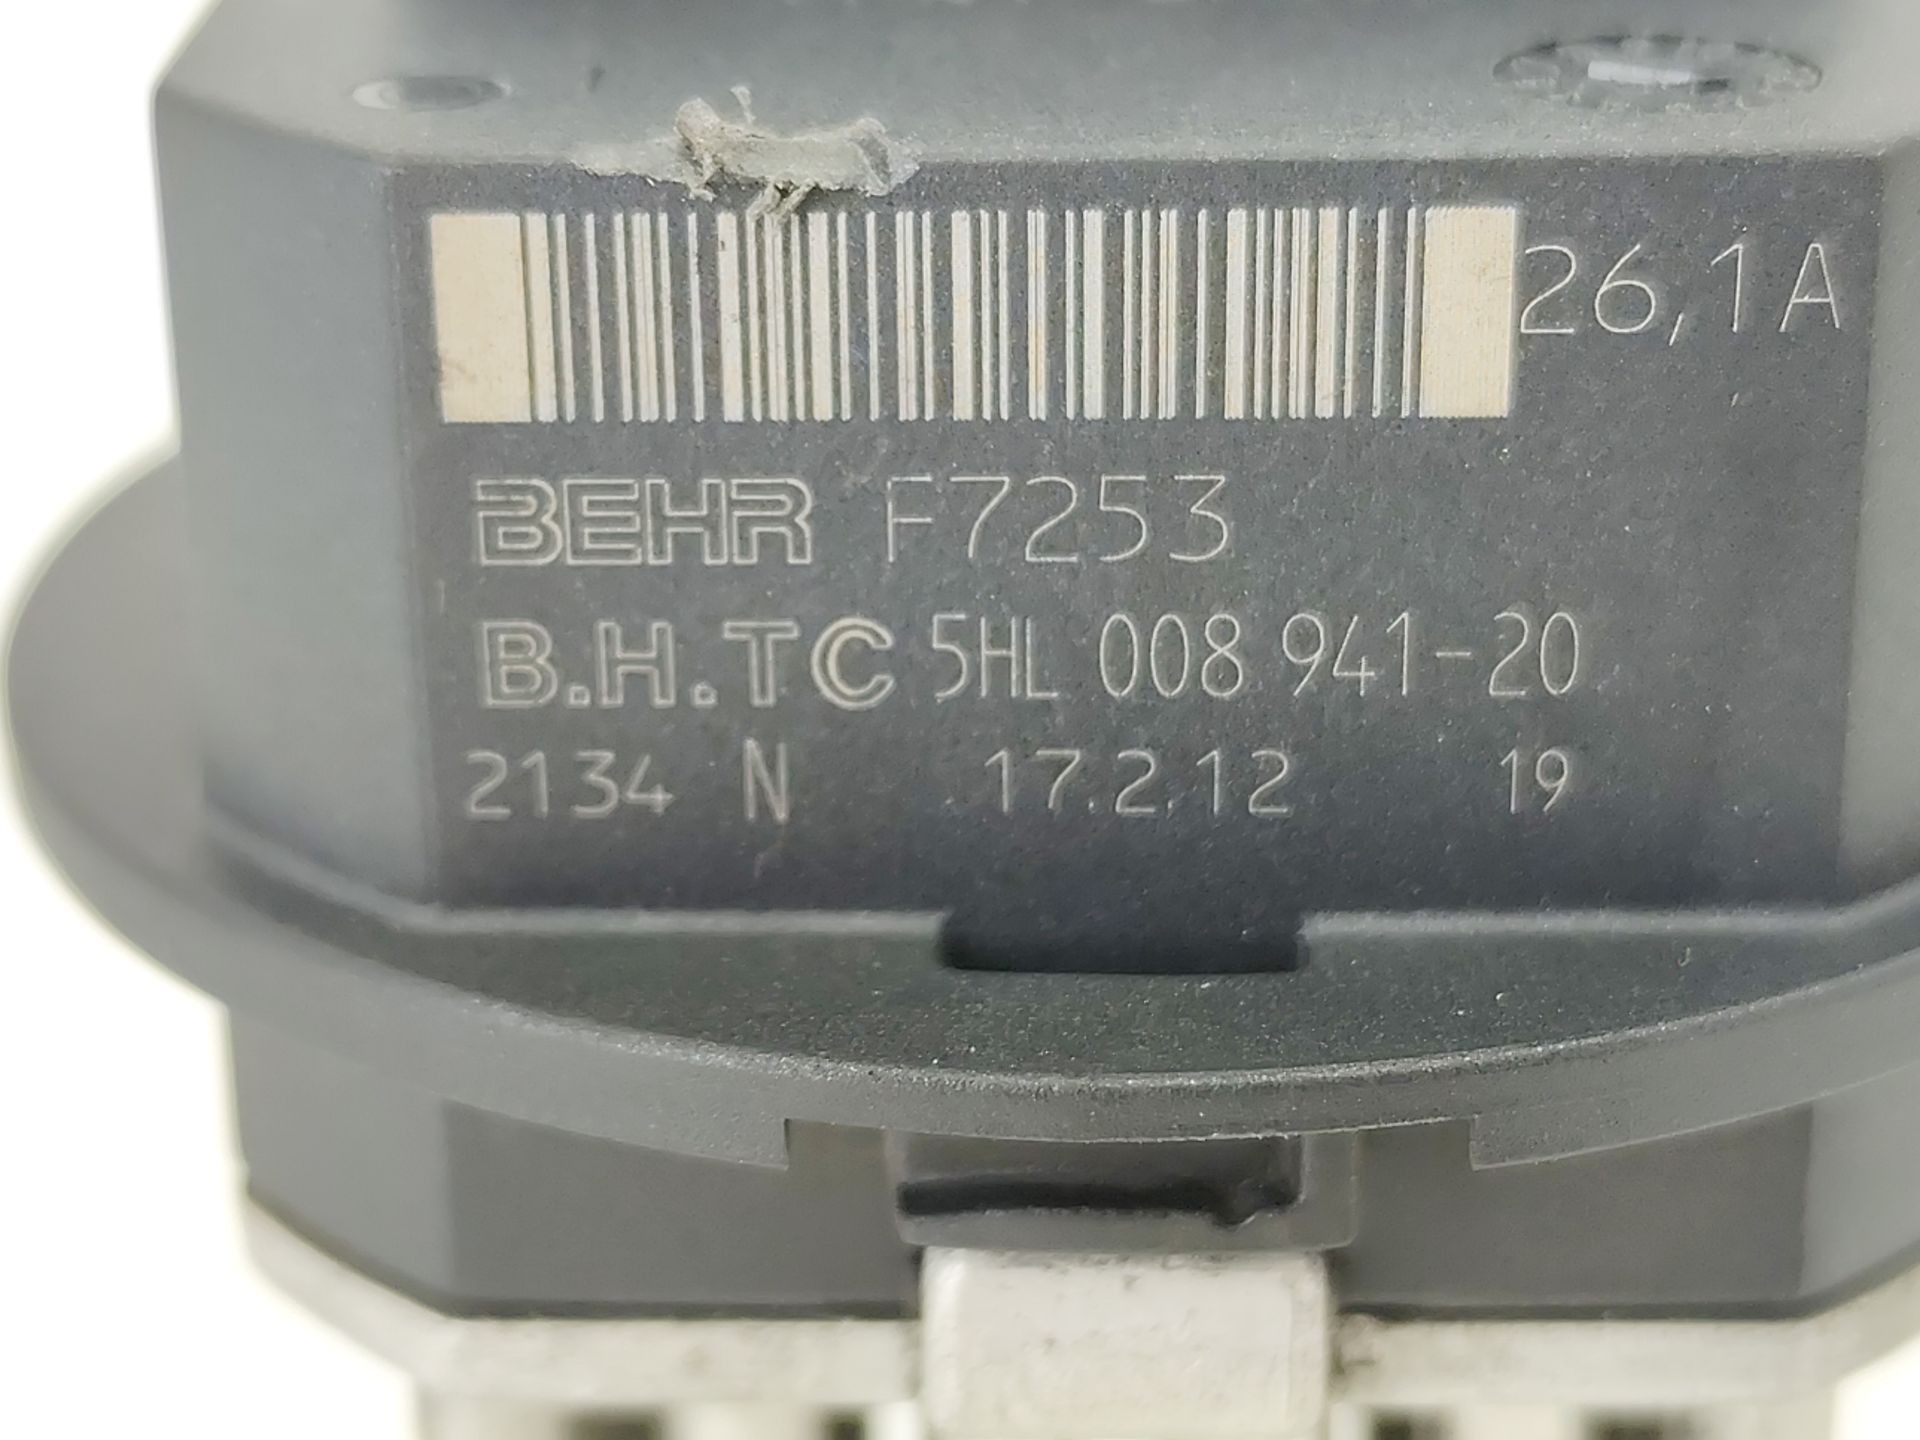 26,1A
BEHR F7253
B.H.TC 5HL 008 941-20
2134 N 17.2.12 19